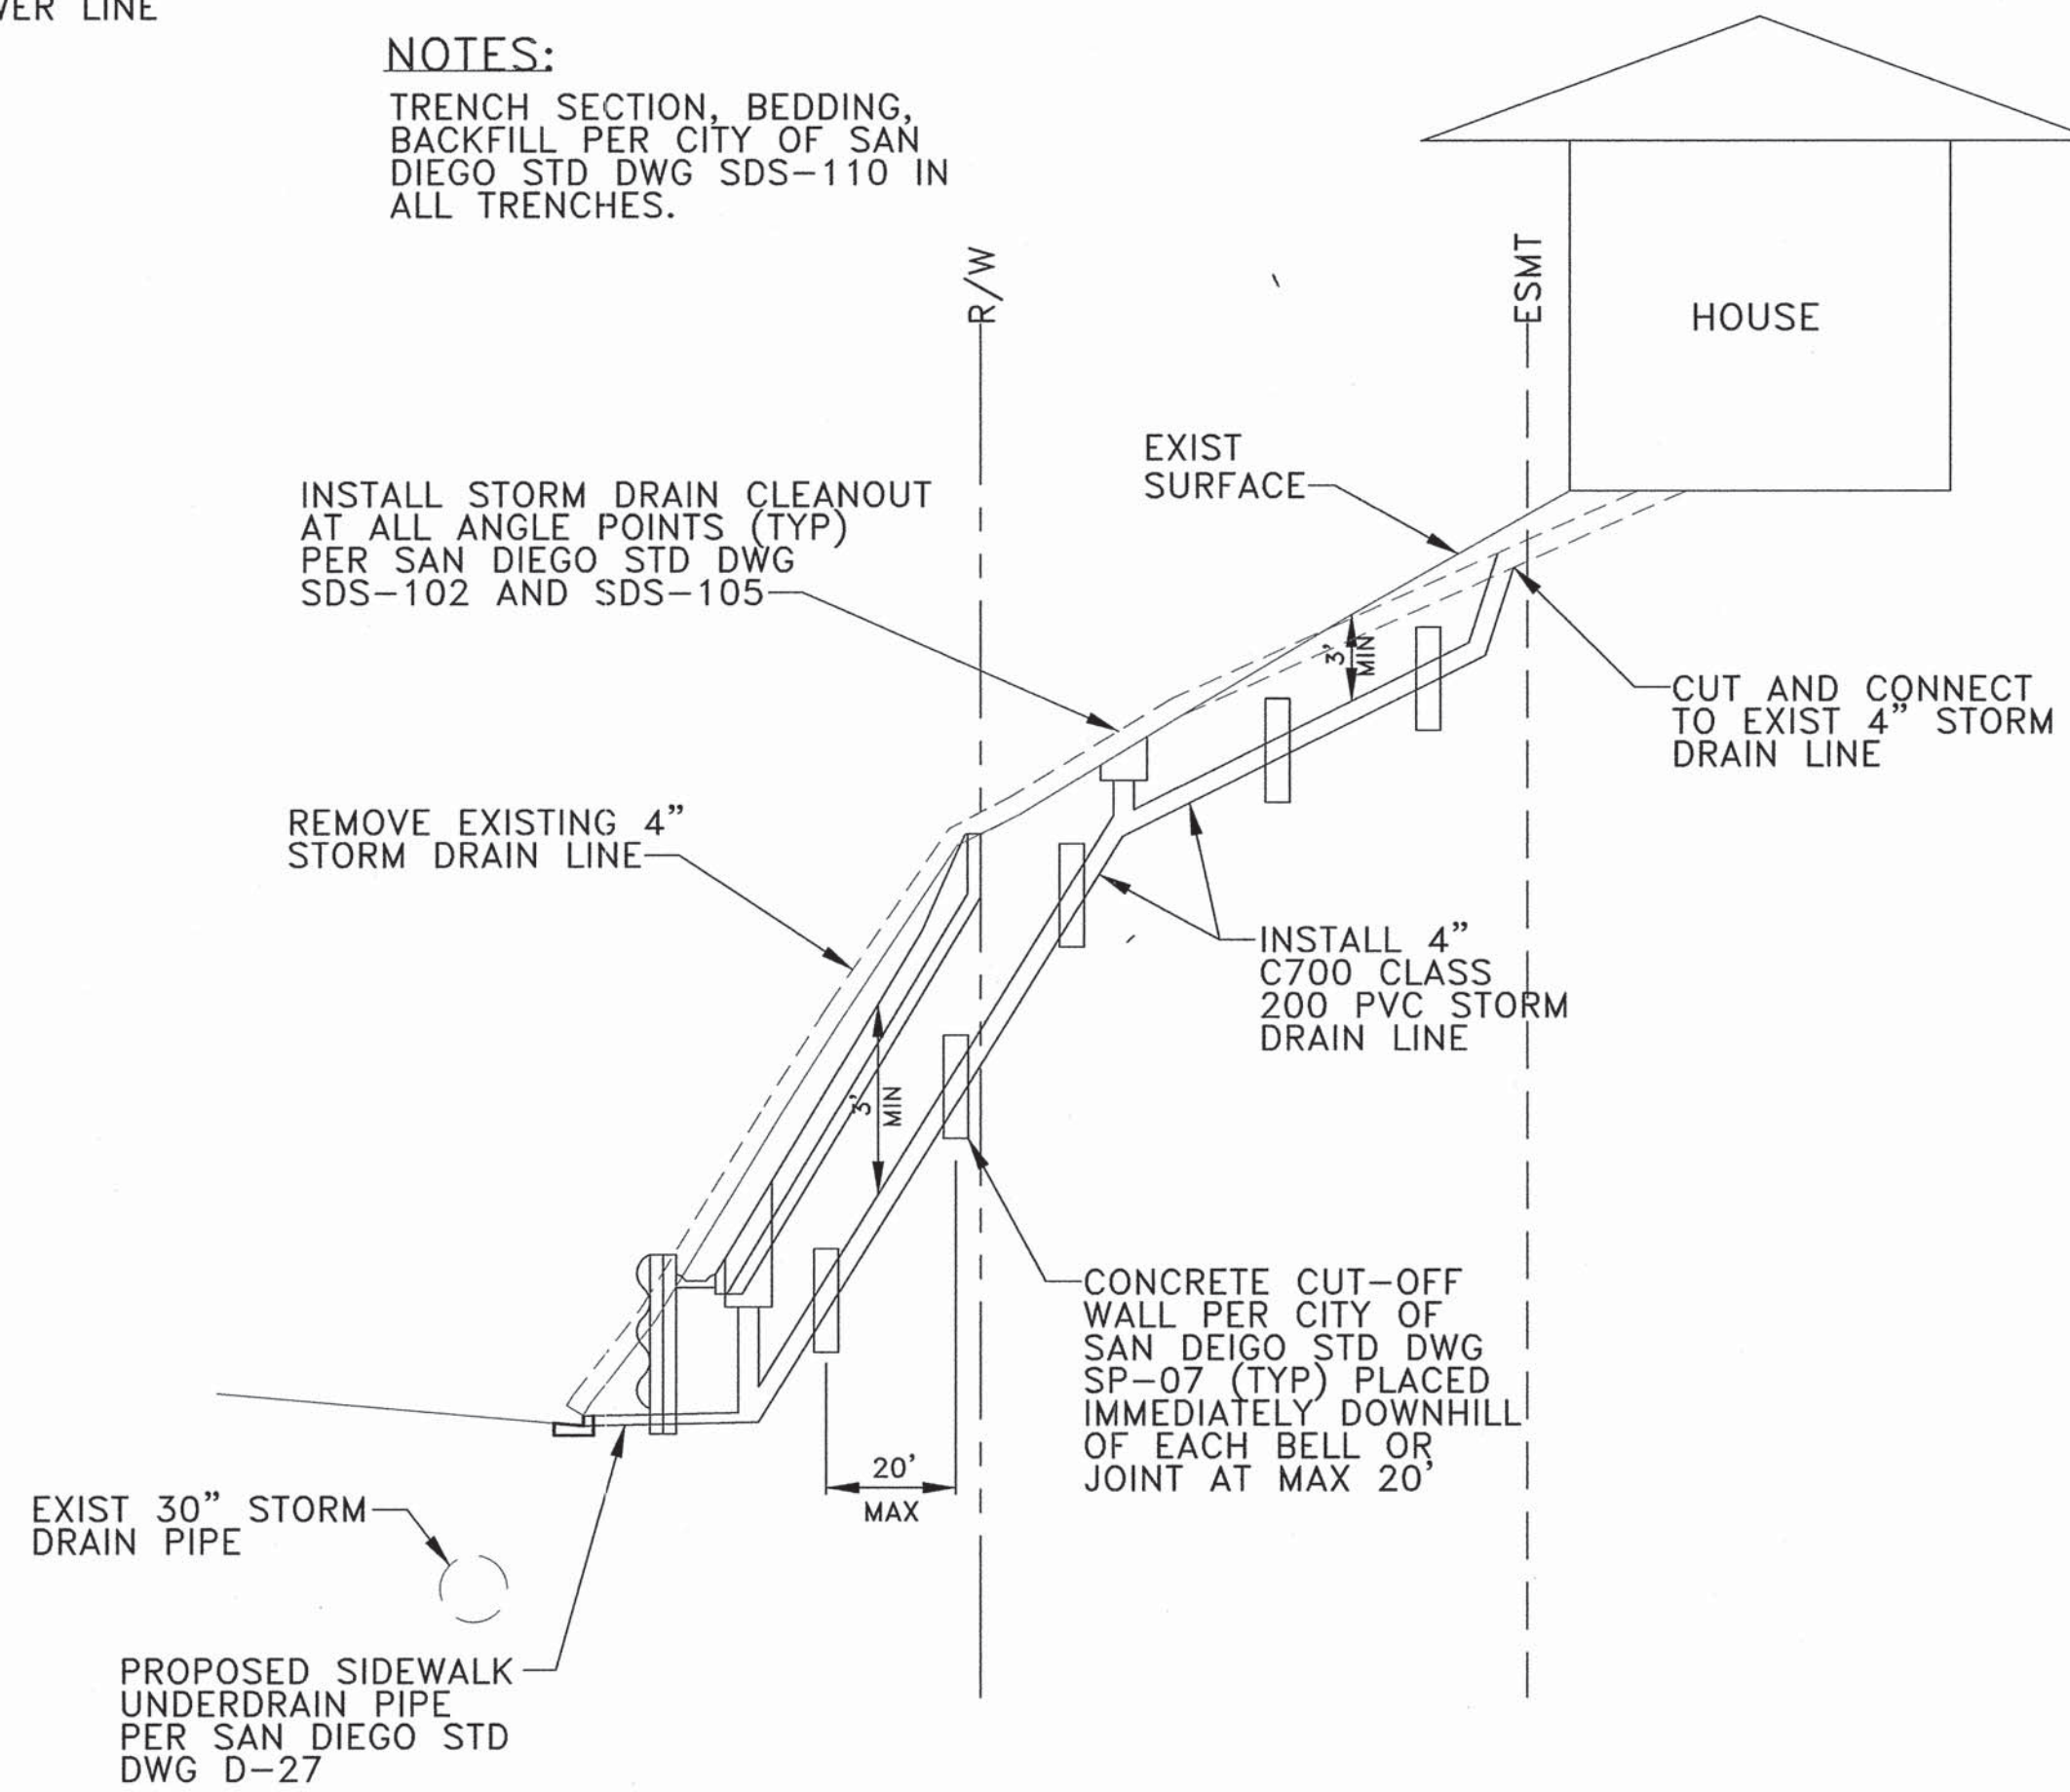 LINE
NOTES:
TRENCH SECTION, BEDDING,
BACKFILL PER CITY OF SAN
DIEGO STD DWG SDS-110 IN
ALL TRENCHES.
R/W
ESMT
HOUSE
EXIST
SURFACE
INSTALL STORM DRAIN CLEANOUT
AT ALL ANGLE POINTS (TYP)
PER SAN DIEGO STD DWG
SDS-102 AND SDS-105
3'
MIN
CUT AND CONNECT
TO EXIST 4" STORM
DRAIN LINE
REMOVE EXISTING 4"
STORM DRAIN LINE
INSTALL 4"
C700 CLASS
200 PVC STORM
DRAIN LINE
3'
MIN
CONCRETE CUT-OFF
WALL PER CITY OF
SAN DEIGO STD DWG
SP-07 (TYP) PLACED
IMMEDIATELY DOWNHILL
OF EACH BELL OR
JOINT AT MAX 20'
20'
MAX
EXIST 30" STORM
DRAIN PIPE
PROPOSED SIDEWALK
UNDERDRAIN PIPE
PER SAN DIEGO STD
DWG D-27